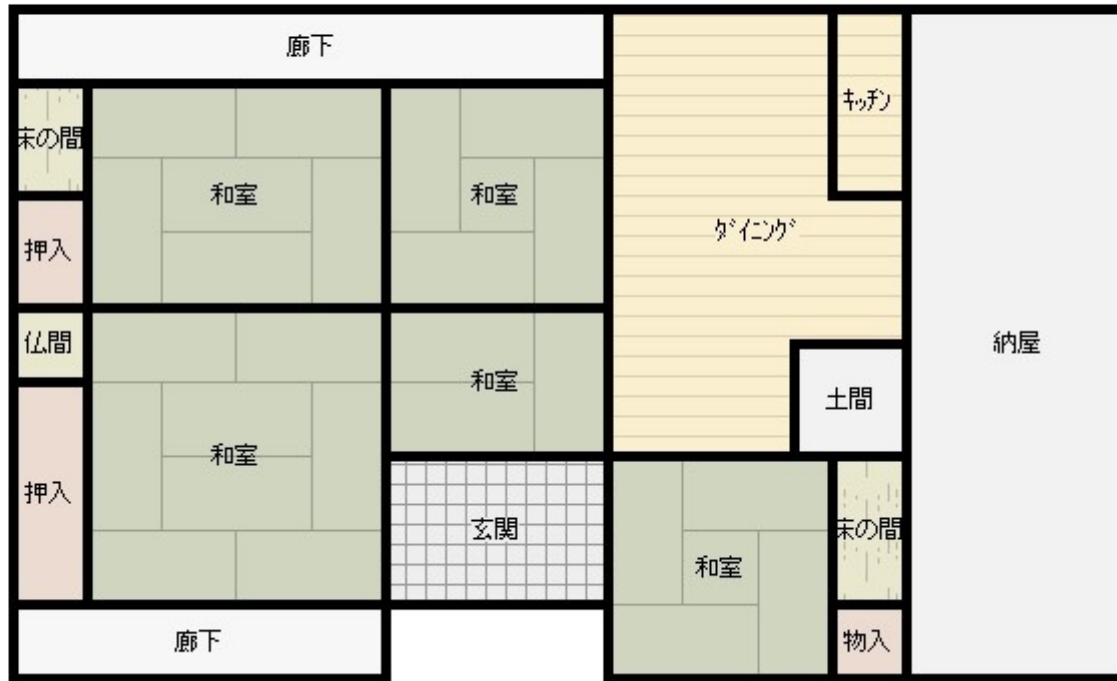 廊下
床の間
和室
和室
ｷｯﾁﾝ
ﾀﾞｲﾆﾝｸﾞ
押入
仏間
和室
納屋
土間
和室
押入
玄関
床の間
和室
廊下
物入